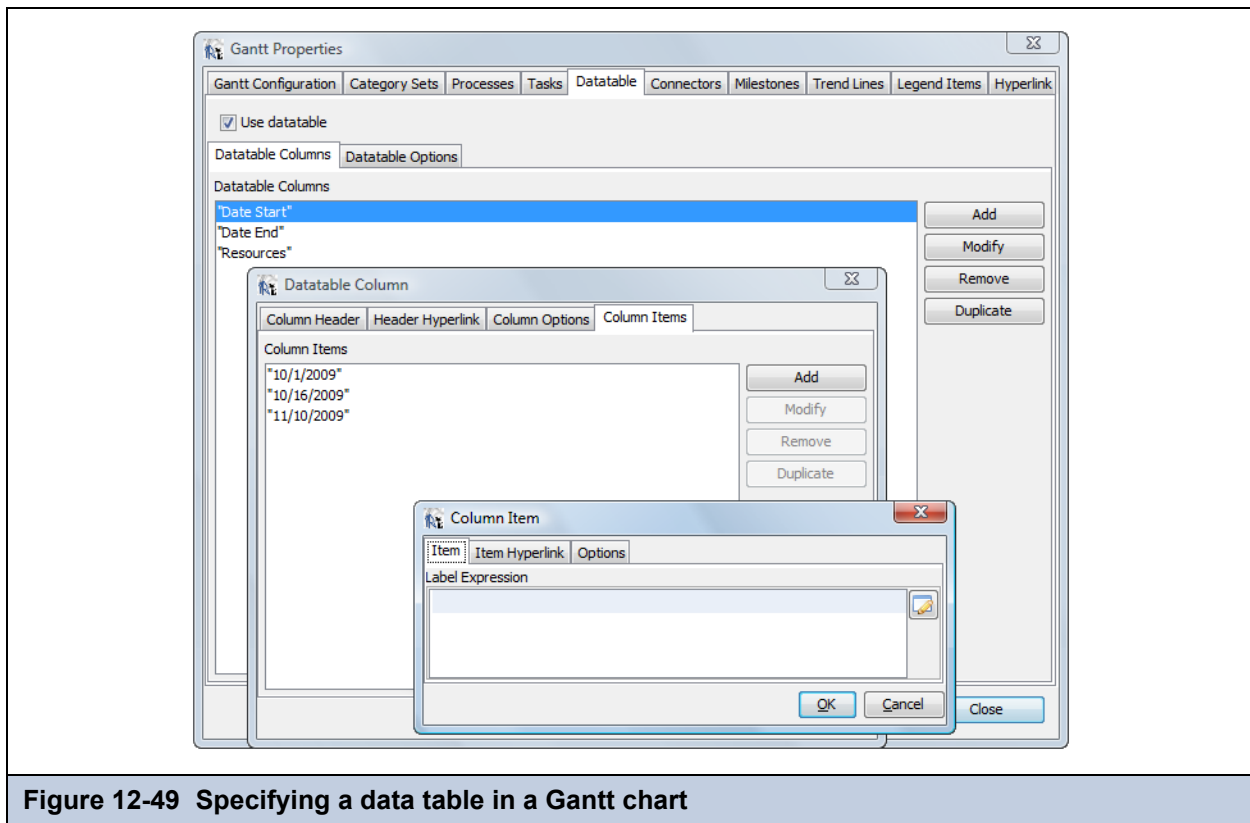 Gantt Properties
Gantt Configuration Category Sets Processes Tasks Datatable Connectors Milestones Trend Lines Legend Items Hyperlink
Use datatable
Datatable Columns Datatable Options
Datatable Columns
"Date Start"
"Date End"
"Resources"
Add
Modify
Remove
Duplicate
Datatable Column
Column Header Header Hyperlink Column Options Column Items
Column Items
"10/1/2009"
"10/16/2009"
"11/10/2009"
Add
Modify
Remove
Duplicate
Column Item
Item Item Hyperlink Options
Label Expression
OK Cancel
Close
Figure 12-49 Specifying a data table in a Gantt chart